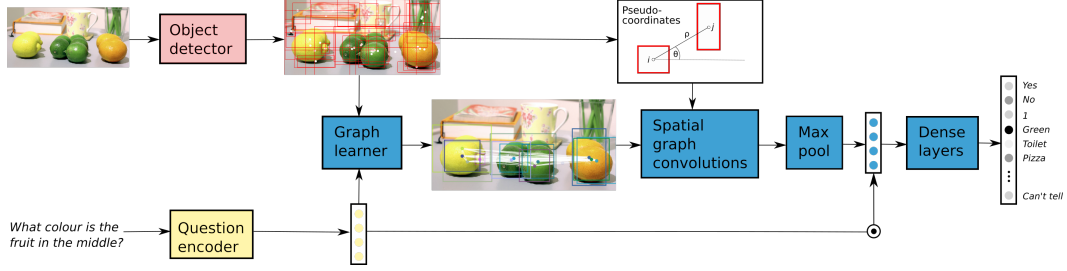 Object
detector
Pseudo-
coordinates
ρ
j
θ
i
Graph
learner
Spatial
graph
convolutions
Max
pool
Dense
layers
Yes
No
1
Green
Toilet
Pizza
Can't tell
What colour is the
fruit in the middle?
Question
encoder